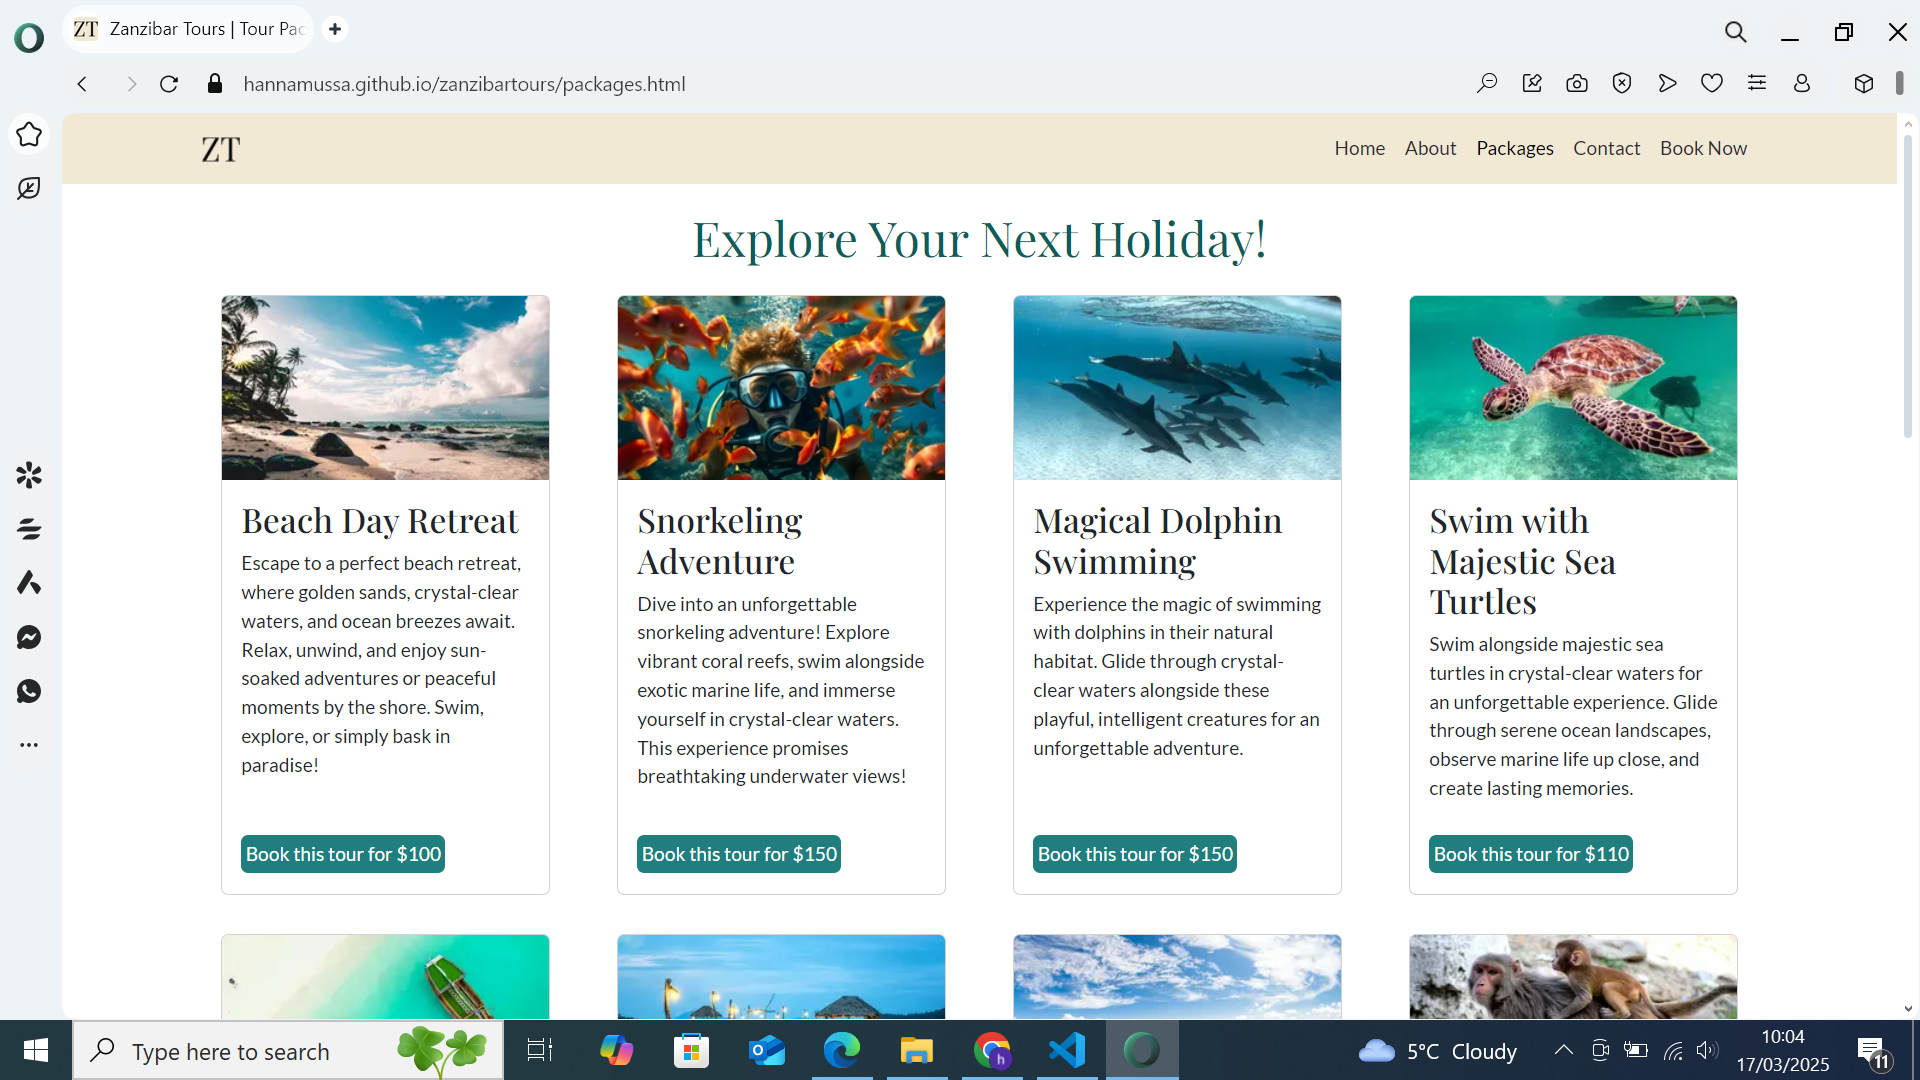 ZT Zanzibar Tours | Tour Pac
hannamussa.github.io/zanzibartours/packages.html
ZT
Home About Packages Contact Book Now
Explore Your Next Holiday!
Beach Day Retreat
Escape to a perfect beach retreat,
where golden sands, crystal-clear
waters, and ocean breezes await.
Relax, unwind, and enjoy sun-
soaked adventures or peaceful
moments by the shore. Swim,
explore, or simply bask in
paradise!
Book this tour for $100
Snorkeling
Adventure
Dive into an unforgettable
snorkeling adventure! Explore
vibrant coral reefs, swim alongside
exotic marine life, and immerse
yourself in crystal-clear waters.
This experience promises
breathtaking underwater views!
Book this tour for $150
Magical Dolphin
Swimming
Experience the magic of swimming
with dolphins in their natural
habitat. Glide through crystal-
clear waters alongside these
playful, intelligent creatures for an
unforgettable adventure.
Book this tour for $150
Swim with
Majestic Sea
Turtles
Swim alongside majestic sea
turtles in crystal-clear waters for
an unforgettable experience. Glide
through serene ocean landscapes,
observe marine life up close, and
create lasting memories.
Book this tour for $110
Type here to search
h
5°C Cloudy
10:04
17/03/2025
11